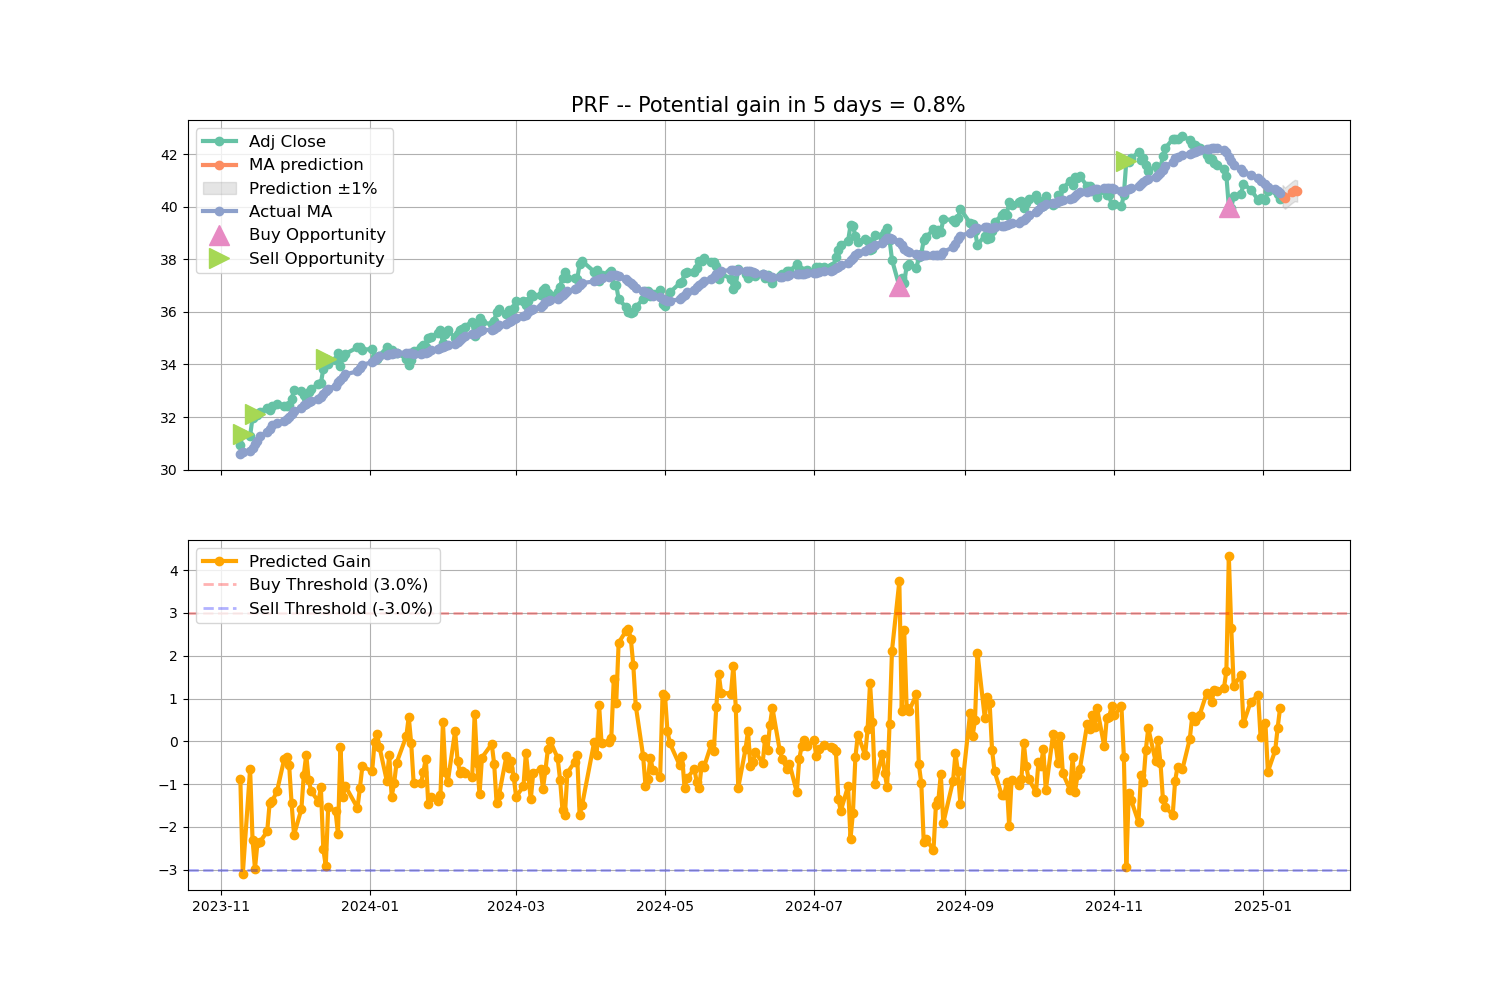 PRF -- Potential gain in 5 days = 0.8%
Adj Close
MA prediction
Prediction ±1%
Actual MA
Buy Opportunity
Sell Opportunity
42
40
38
36
34
32
30
Predicted Gain
Buy Threshold (3.0%)
Sell Threshold (-3.0%)
4
3
2
1
0
−1
−2
−3
2023-11 2024-01 2024-03 2024-05 2024-07 2024-09 2024-11 2025-01